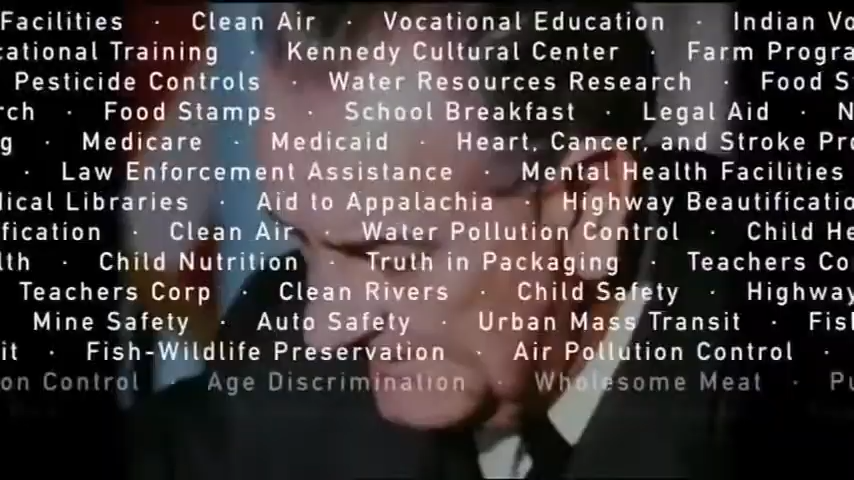 Facilities · Clean Air · Vocational Education · Indian Vo
cational Training · Kennedy Cultural Center · Farm Progra
Pesticide Controls · Water Resources Research · Food S
rch · Food Stamps · School Breakfast · Legal Aid · N
g · Medicare · Medicaid · Heart, Cancer, and Stroke Pro
· Law Enforcement Assistance · Mental Health Facilities
dical Libraries · Aid to Appalachia · Highway Beautificatio
ification · Clean Air · Water Pollution Control · Child He
lth · Child Nutrition · Truth in Packaging · Teachers Co
Teachers Corp · Clean Rivers · Child Safety · Highway
Mine Safety · Auto Safety · Urban Mass Transit · Fish
it · Fish-Wildlife Preservation · Air Pollution Control ·
on Control · Age Discrimination · Wholesome Meat · Pu